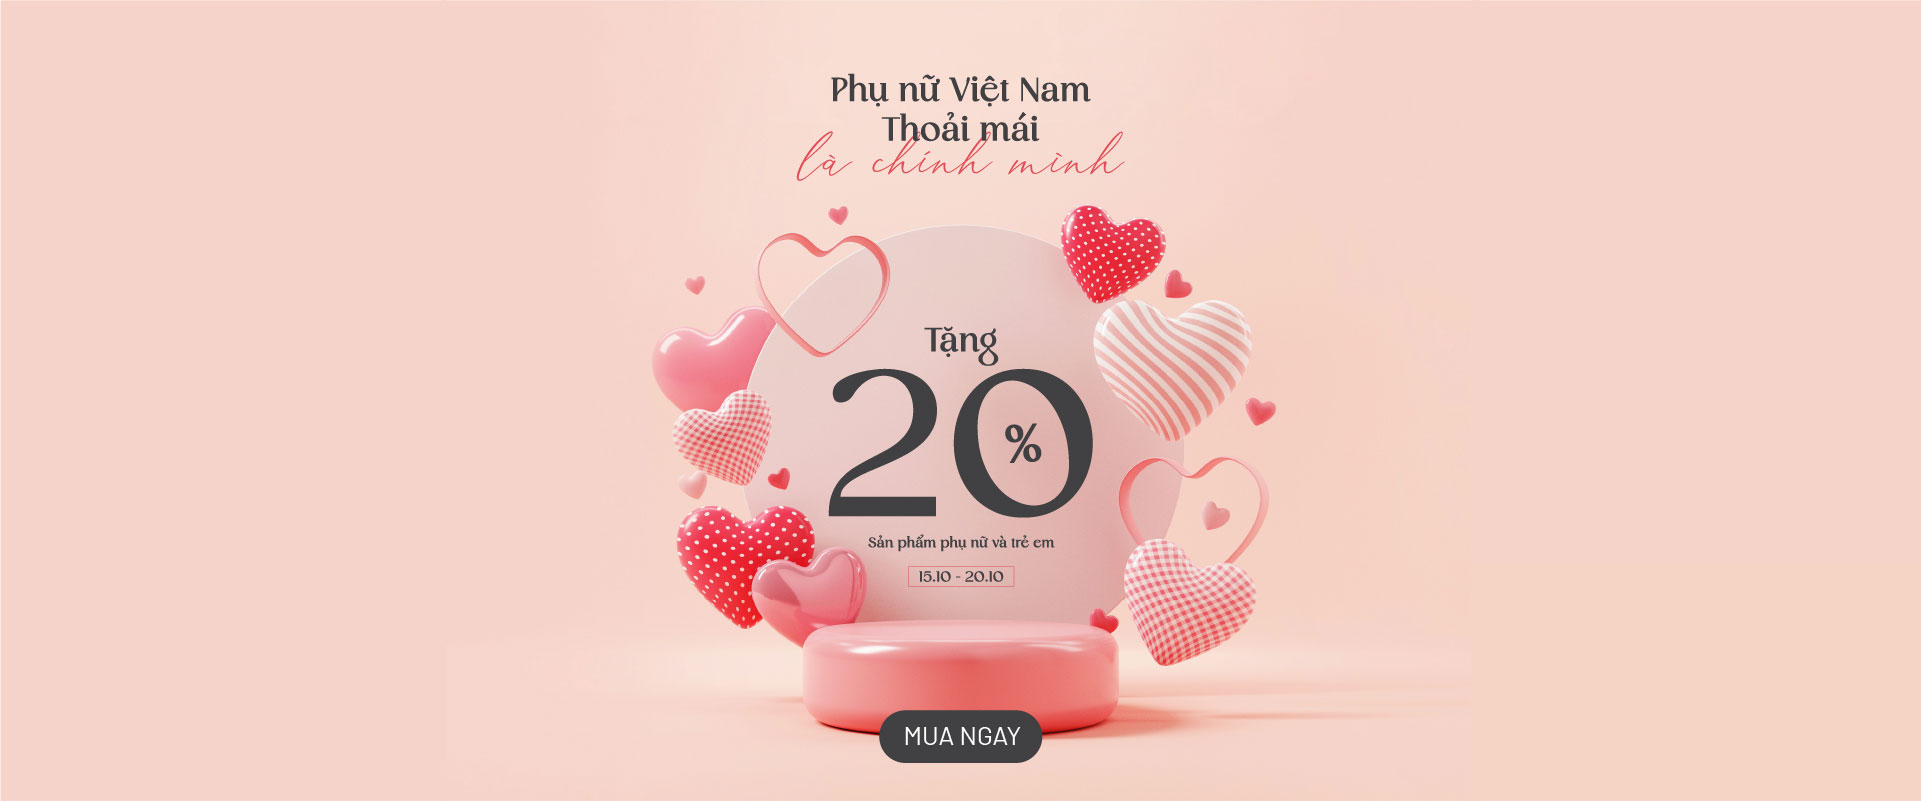 Phụ nữ Việt Nam
Thoải mái
là chính mình
Tặng
20%
Sản phẩm phụ nữ và trẻ em
15.10 - 20.10
MUA NGAY